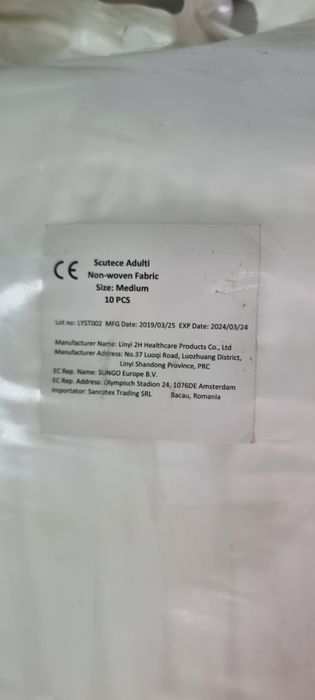 CE
Scutece Adulti
Non-woven Fabric
Size: Medium
10 PCS
Lot no: LYST002 MFG Date: 2019/03/25 EXP Date: 2024/03/24
Manufacturer Name: Linyi 2H Healthcare Products Co., Ltd
Manufacturer Address: No.37 Luoqi Road, Luozhuang District,
Linyi Shandong Province, PRC
EC Rep. Name: SUNGO Europe B.V.
EC Rep. Address: Olympisch Stadion 24, 1076DE Amsterdam
Importator: Sanrotex Trading SRL Bacau, Romania